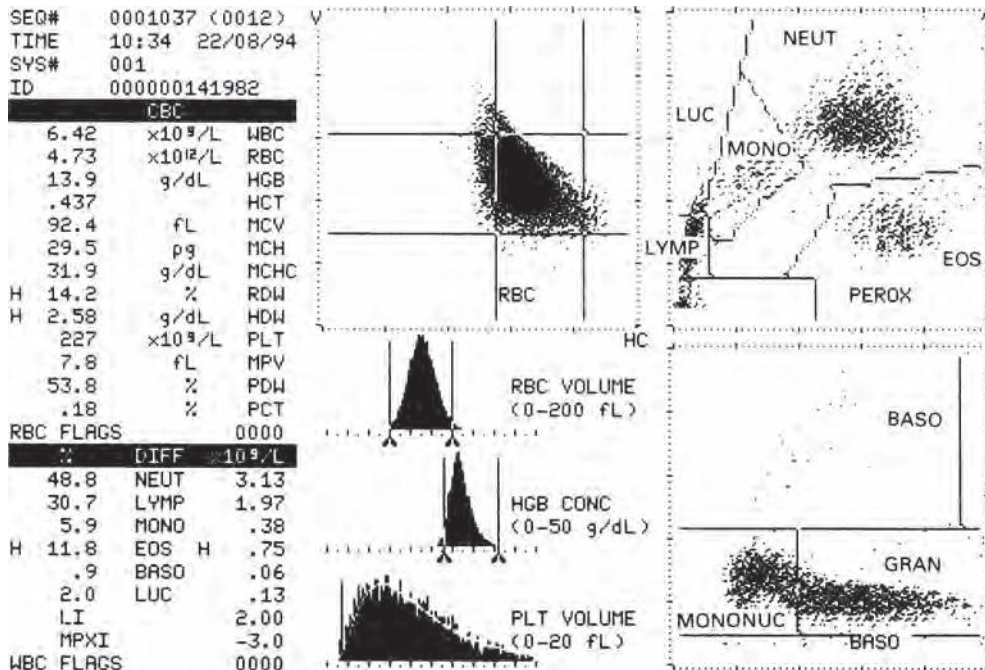 SEQ# 0001037 (0012) V
TIME 10:34 22/08/94
SYS# 001
ID 000000141982
CBC
6.42 x10⁹/L WBC
4.73 x10¹²/L RBC
13.9 g/dL HGB
.437 HCT
92.4 fL MCV
29.5 pg MCH
31.9 g/dL MCHC
H 14.2 % RDW
H 2.58 g/dL HDW
227 x10⁹/L PLT
7.8 fL MPV
53.8 % PDW
.18 % PCT
RBC FLAGS 0000
% DIFF x10⁹/L
48.8 NEUT 3.13
30.7 LYMP 1.97
5.9 MONO .38
H 11.8 EOS H .75
.9 BASO .06
2.0 LUC .13
LI 2.00
MPXI -3.0
WBC FLAGS 0000
RBC
HC
RBC VOLUME
(0-200 fL)
HGB CONC
(0-50 g/dL)
PLT VOLUME
(0-20 fL)
NEUT
LUC
MONO
LYMP
EOS
PEROX
BASO
GRAN
MONONUC
BASO